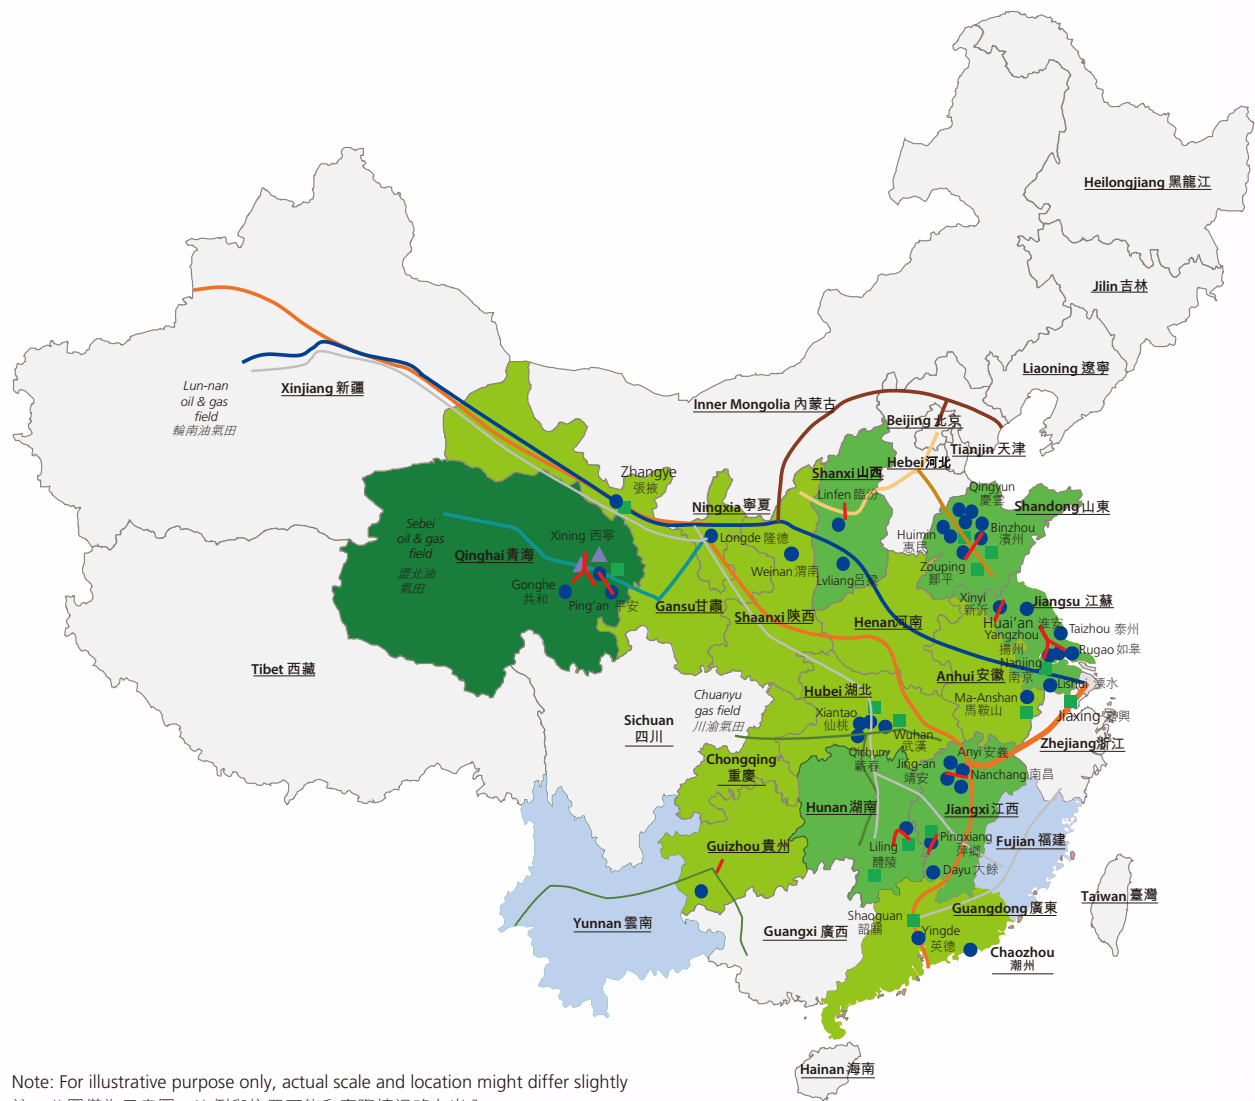 Heilongjiang 黑龍江
Jilin 吉林
Liaoning 遼寧
Lun-nan
oil & gas
field
輪南油氣田
Xinjiang 新疆
Inner Mongolia 內蒙古
Beijing 北京
Tianjin 天津
Hebei 河北
Shanxi 山西
Linfen 臨汾
Zhangye
張掖
Ningxia 寧夏
Qingyun
慶雲
Shandong 山東
Huimin
惠民
Binzhou
濱州
Zouping
鄒平
Sebei
oil & gas
field
澀北油
氣田
Xining 西寧
Qinghai 青海
Gonghe
共和
Ping'an 平安
Longde 隆德
Weinan 渭南
Lvliang 呂梁
Gansu 甘肅
Shaanxi 陝西
Henan 河南
Xinyi
新沂
Jiangsu 江蘇
Huai'an 淮安
Taizhou 泰州
Yangzhou
揚州
Rugao 如皋
Nanjing
南京
Anhui 安徽
Lishui 溧水
Ma-Anshan
馬鞍山
Jiaxing 嘉興
Zhejiang 浙江
Tibet 西藏
Chuanyu
gas field
川渝氣田
Sichuan
四川
Hubei 湖北
Xiantao
仙桃
Wuhan
武漢
Qichun
蘄春
Chongqing
重慶
Anyi 安義
Jing-an
靖安
Nanchang 南昌
Hunan 湖南
Jiangxi 江西
Liling
醴陵
Pingxiang
萍鄉
Fujian 福建
Guizhou 貴州
Dayu 大餘
Yunnan 雲南
Guangxi 廣西
Shaoguan
韶關
Guangdong 廣東
Yingde
英德
Chaozhou
潮州
Taiwan 臺灣
Hainan 海南
Note: For illustrative purpose only, actual scale and location might differ slightly